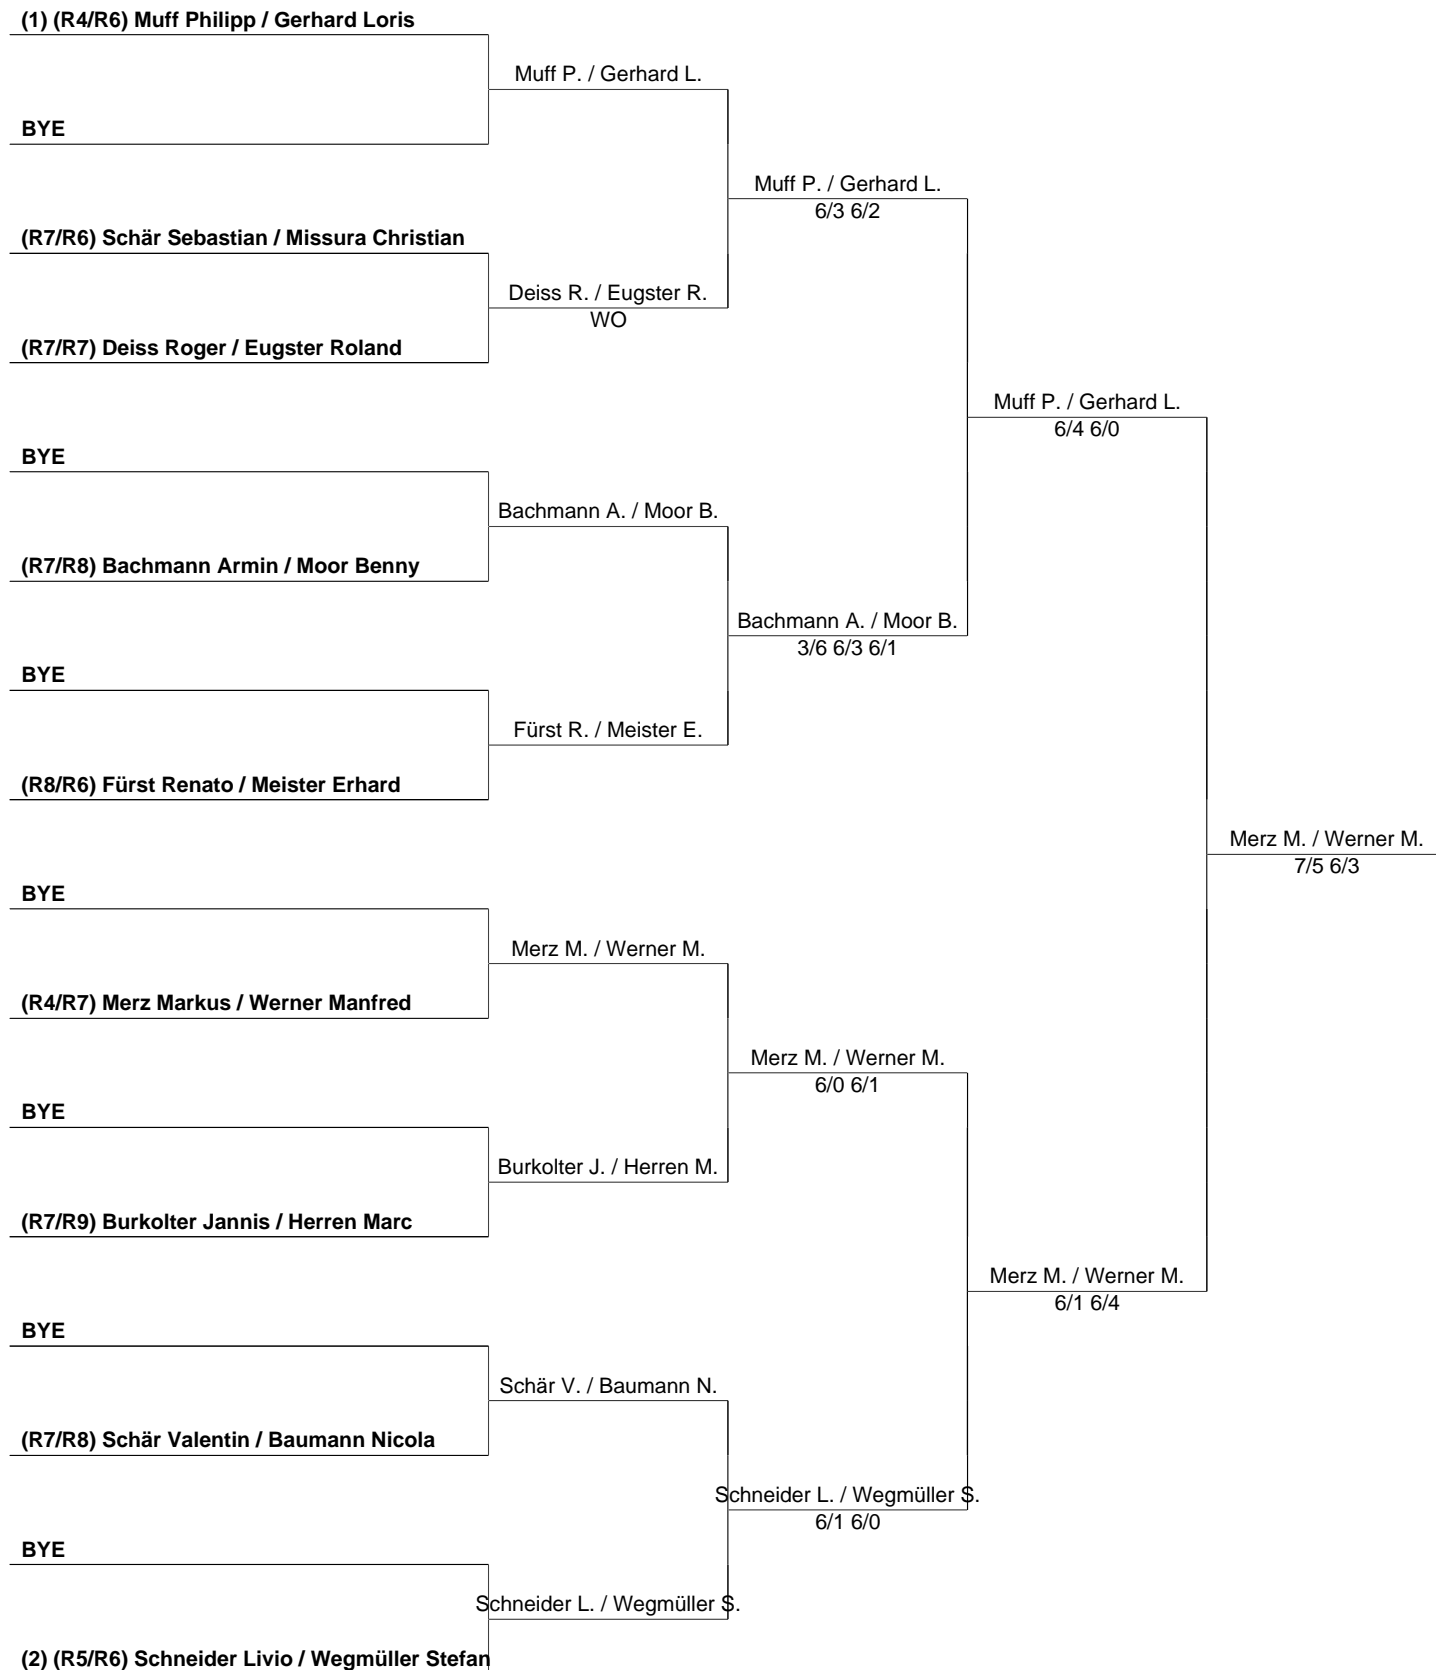 (1) (R4/R6) Muff Philipp / Gerhard Loris
Muff P. / Gerhard L.
BYE
Muff P. / Gerhard L.
6/3 6/2
(R7/R6) Schär Sebastian / Missura Christian
Deiss R. / Eugster R.
WO
(R7/R7) Deiss Roger / Eugster Roland
Muff P. / Gerhard L.
6/4 6/0
BYE
Bachmann A. / Moor B.
(R7/R8) Bachmann Armin / Moor Benny
Bachmann A. / Moor B.
3/6 6/3 6/1
BYE
Fürst R. / Meister E.
(R8/R6) Fürst Renato / Meister Erhard
Merz M. / Werner M.
7/5 6/3
BYE
Merz M. / Werner M.
(R4/R7) Merz Markus / Werner Manfred
Merz M. / Werner M.
6/0 6/1
BYE
Burkolter J. / Herren M.
(R7/R9) Burkolter Jannis / Herren Marc
Merz M. / Werner M.
6/1 6/4
BYE
Schär V. / Baumann N.
(R7/R8) Schär Valentin / Baumann Nicola
Schneider L. / Wegmüller S.
6/1 6/0
BYE
Schneider L. / Wegmüller S.
(2) (R5/R6) Schneider Livio / Wegmüller Stefan